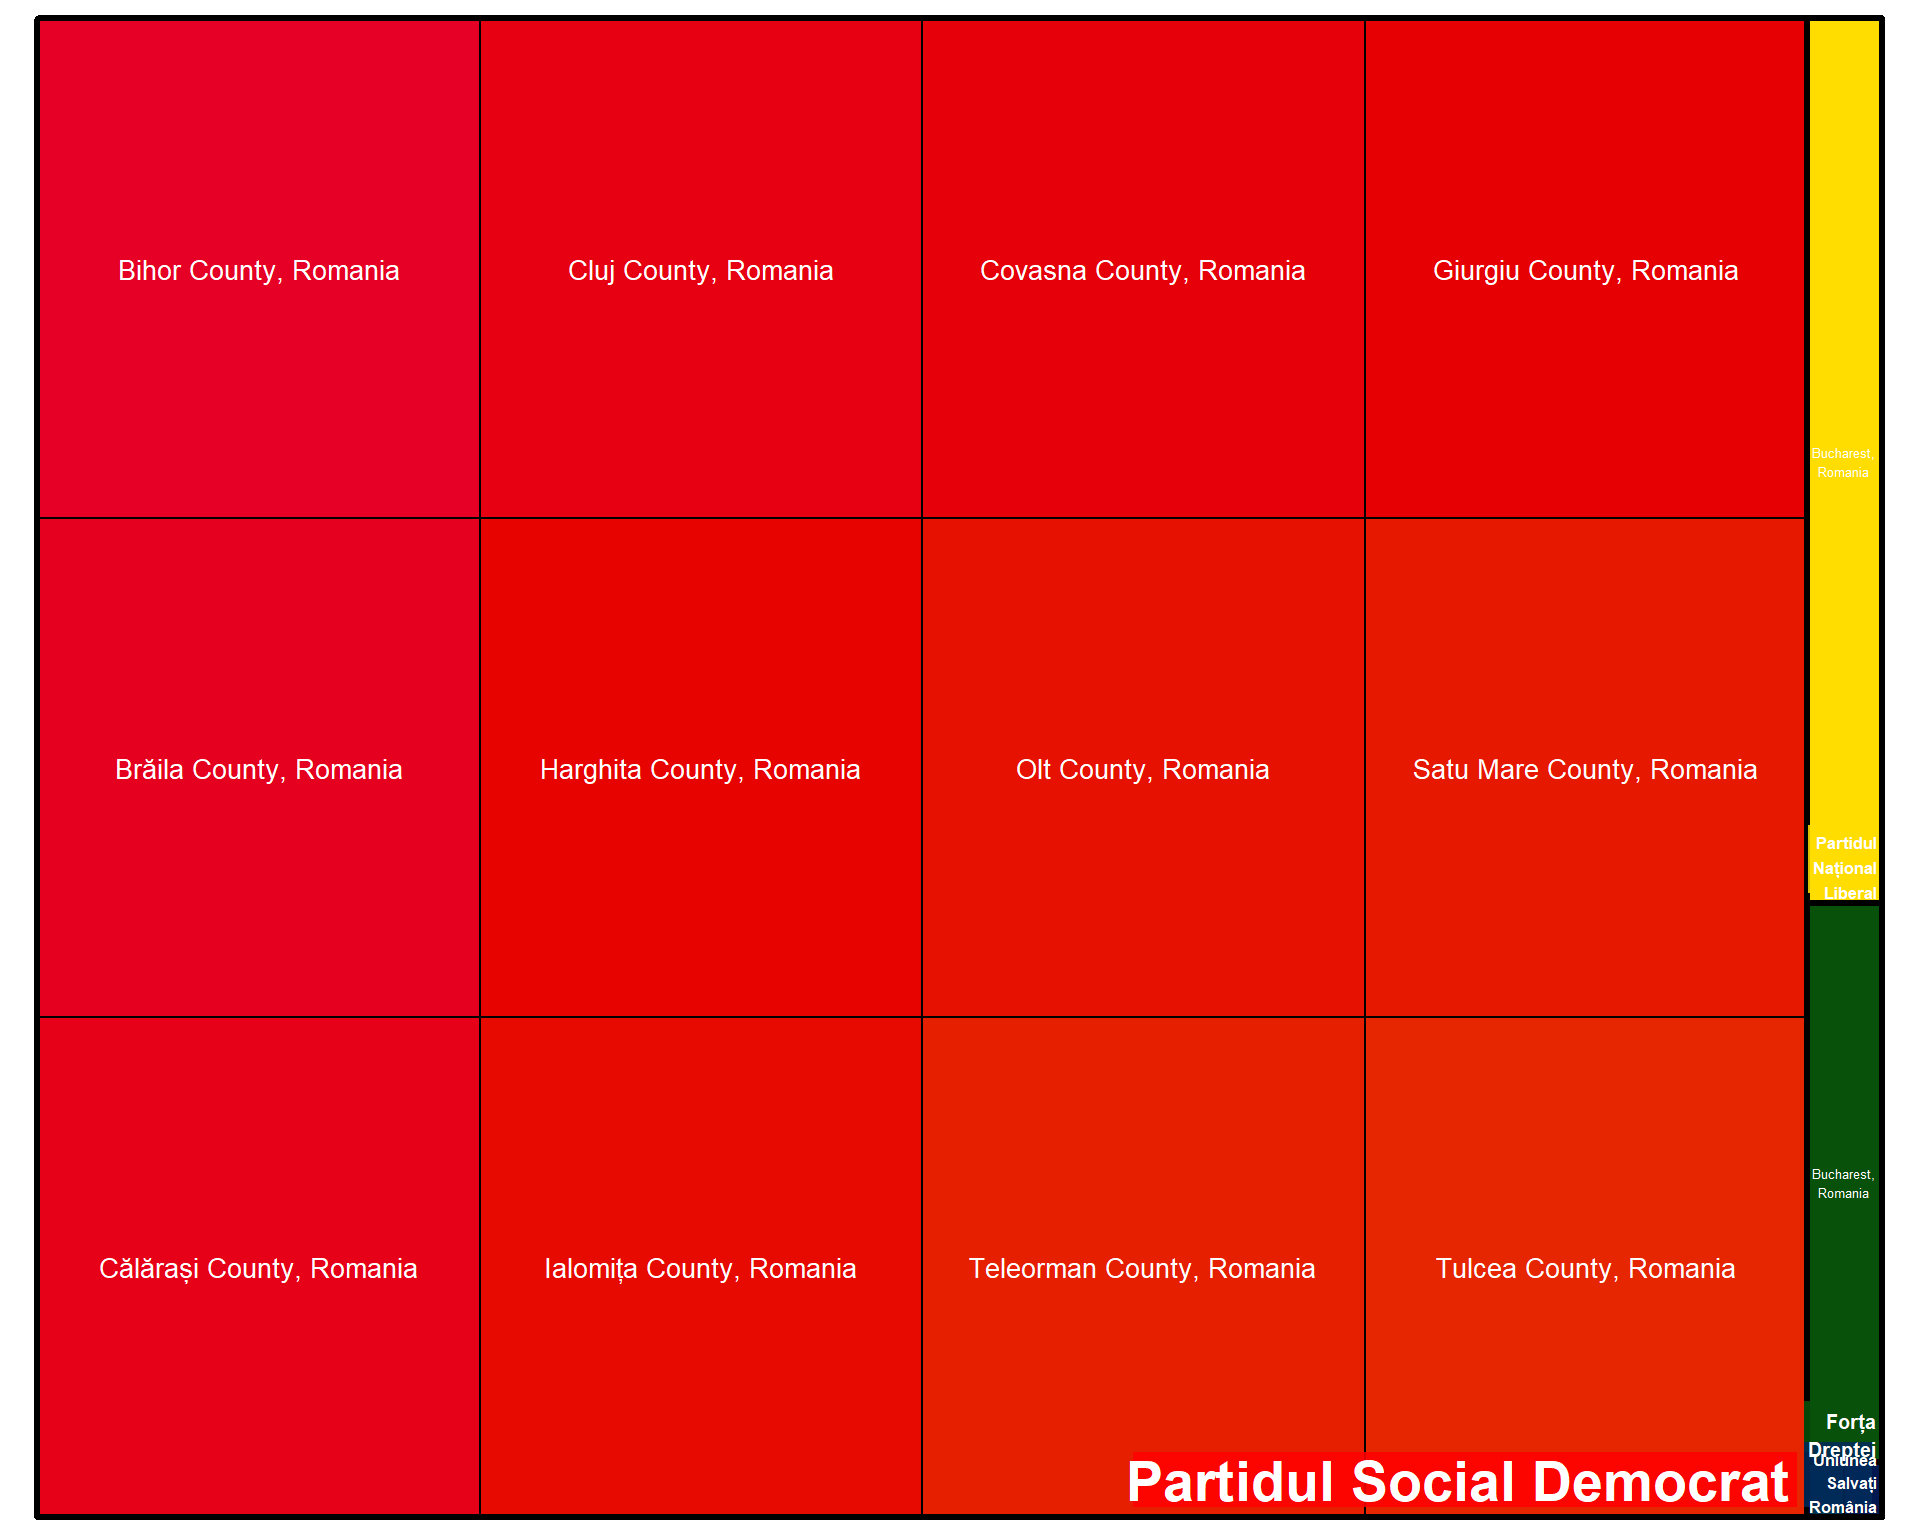 Bihor County, Romania
Cluj County, Romania
Covasna County, Romania
Giurgiu County, Romania
Bucharest,
Romania
Brăila County, Romania
Harghita County, Romania
Olt County, Romania
Satu Mare County, Romania
Partidul
Național
Liberal
Călărași County, Romania
Ialomița County, Romania
Teleorman County, Romania
Tulcea County, Romania
Bucharest,
Romania
Forța
Dreptei
Uniunea
Salvați
România
Partidul Social Democrat